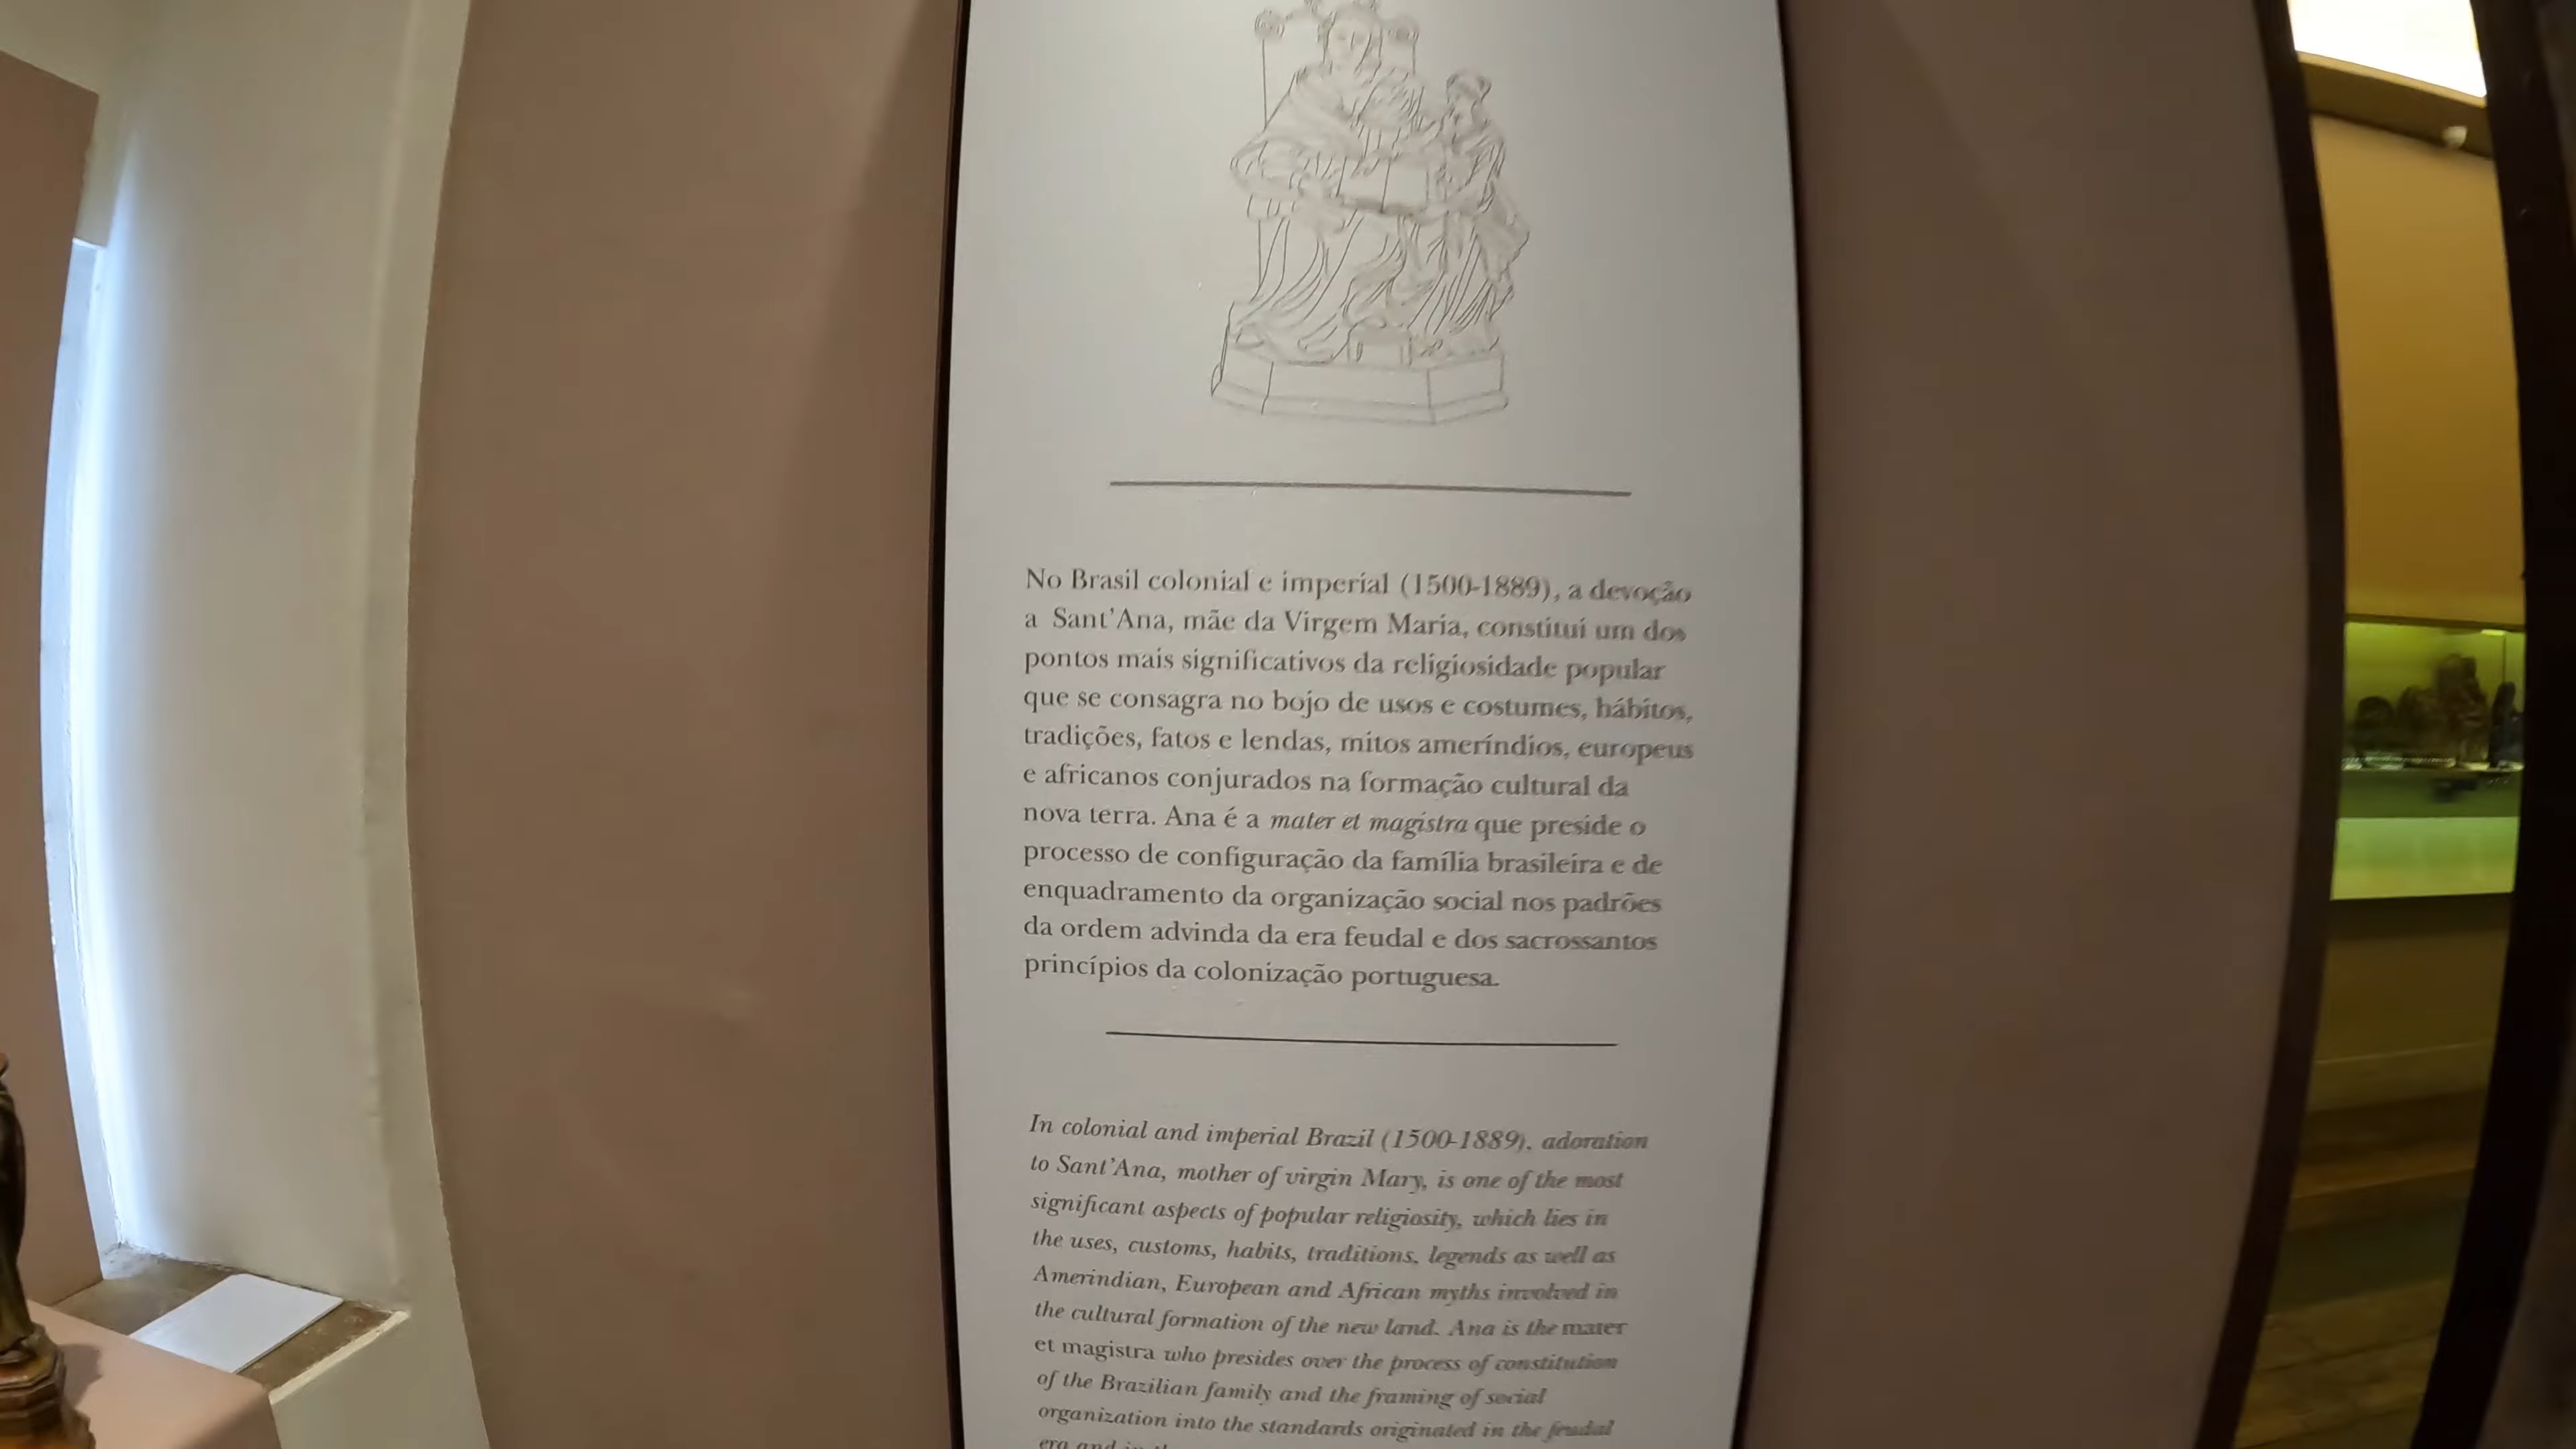 No Brasil colonial e imperial (1500-1889), a devoção
a Sant'Ana, mãe da Virgem Maria, constitui um dos
pontos mais significativos da religiosidade popular
que se consagra no bojo de usos e costumes, hábitos,
tradições, fatos e lendas, mitos ameríndios, europeus
e africanos conjurados na formação cultural da
nova terra. Ana é a mater et magistra que preside o
processo de configuração da família brasileira e de
enquadramento da organização social nos padrões
da ordem advinda da era feudal e dos sacrossantos
princípios da colonização portuguesa.
In colonial and imperial Brazil (1500-1889), adoration
to Sant'Ana, mother of virgin Mary, is one of the most
significant aspects of popular religiosity, which lies in
the uses, customs, habits, traditions, legends as well as
Amerindian, European and African myths involved in
the cultural formation of the new land. Ana is the mater
et magistra who presides over the process of constitution
of the Brazilian family and the framing of social
organization into the standards originated in the feudal
era and